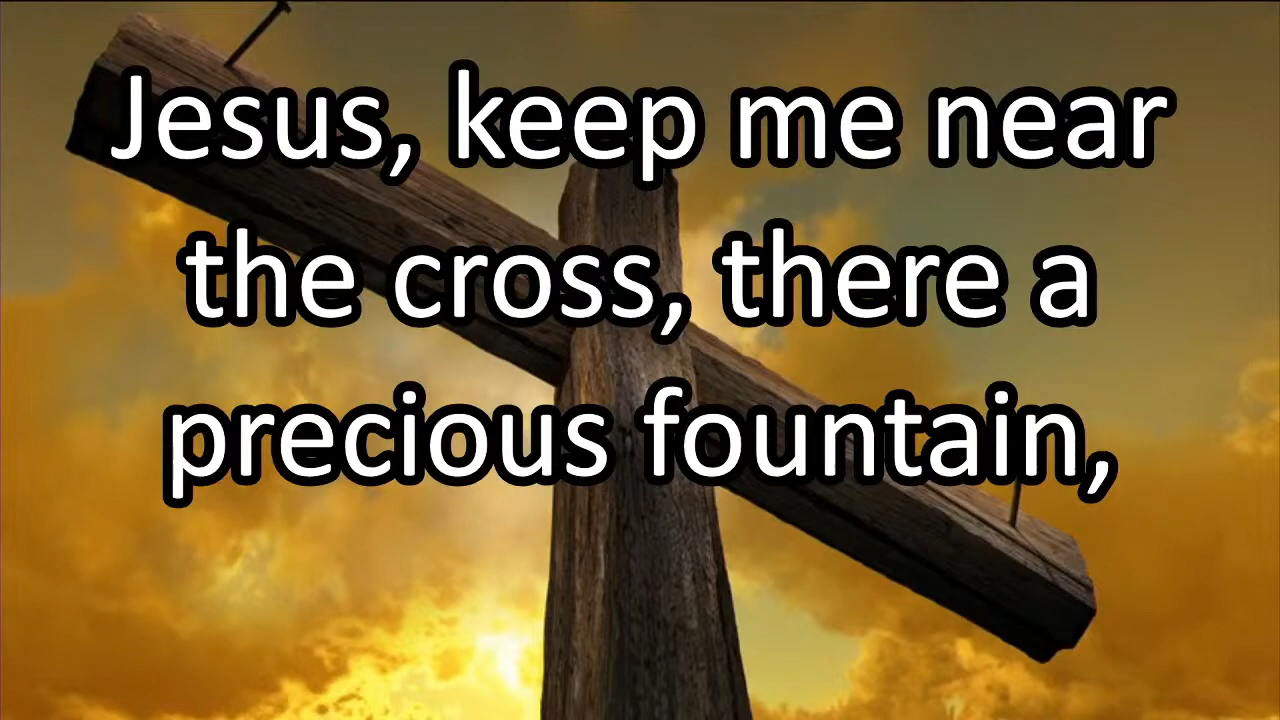 Jesus, keep me near
the cross, there a
precious fountain,